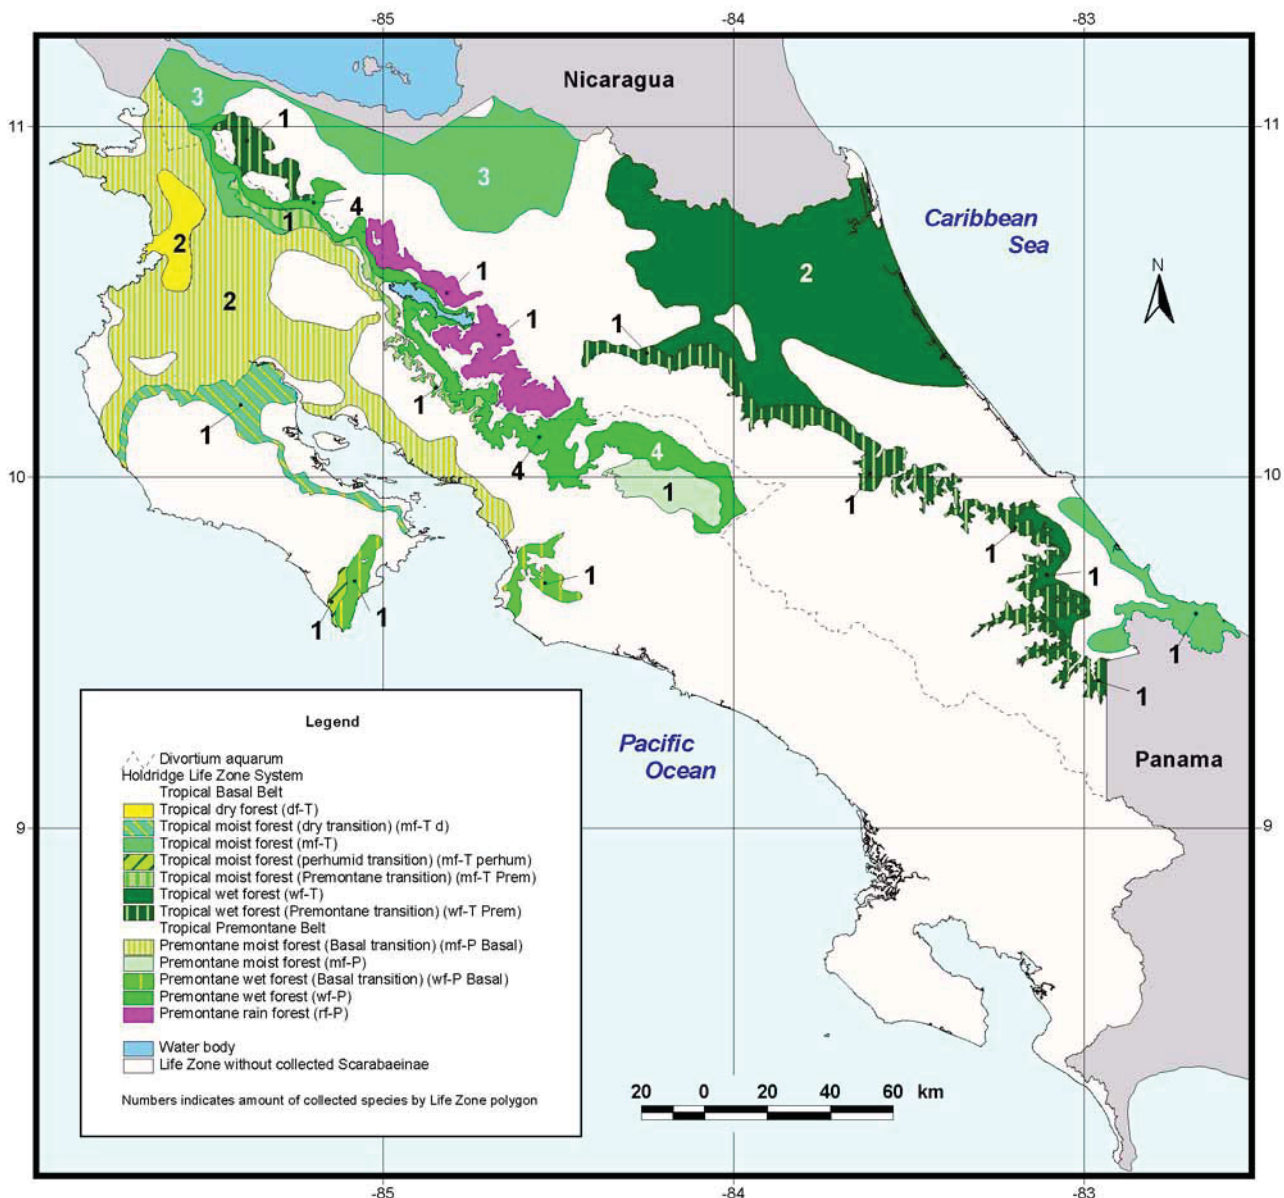 -85
-84
-83
Nicaragua
3
1
11
11
3
4
1
Caribbean
Sea
2
N
1
2
2
1
1
1
1
4
4
10
1
10
1
1
1
1
1
1
1
1
1
Legend
Pacific
Ocean
Panama
Divortium aquarum
Holdridge Life Zone System
Tropical Basal Belt
Tropical dry forest (df-T)
Tropical moist forest (dry transition) (mf-T d)
Tropical moist forest (mf-T)
Tropical moist forest (perhumid transition) (mf-T perhum)
Tropical moist forest (Premontane transition) (mf-T Prem)
Tropical wet forest (wf-T)
Tropical wet forest (Premontane transition) (wf-T Prem)
Tropical Premontane Belt
Premontane moist forest (Basal transition) (mf-P Basal)
Premontane moist forest (mf-P)
Premontane wet forest (Basal transition) (wf-P Basal)
Premontane wet forest (wf-P)
Premontane rain forest (rf-P)
Water body
Life Zone without collected Scarabaeinae
Numbers indicates amount of collected species by Life Zone polygon
9
9
20 0 20 40 60 km
-85
-84
-83